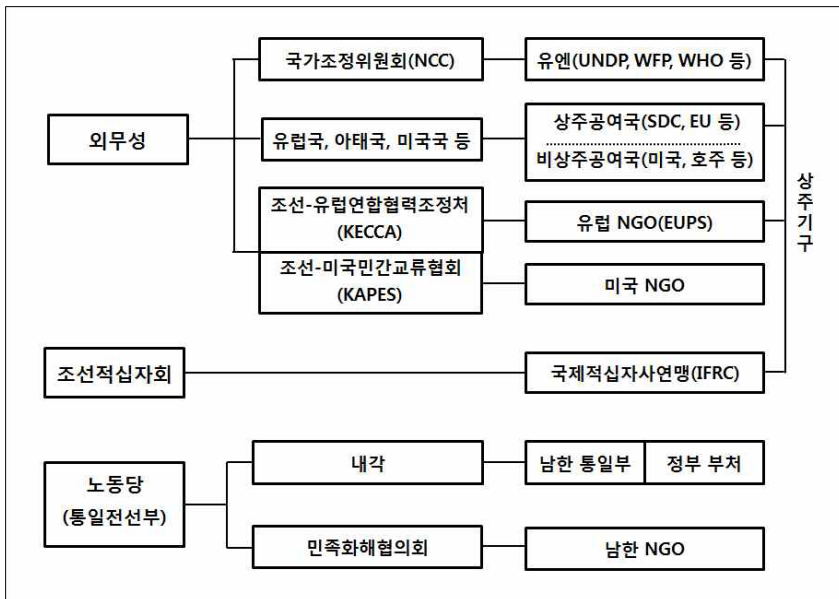 국가조정위원회(NCC)
유엔(UNDP, WFP, WHO 등)
외무성
유럽국, 아태국, 미국국 등
상주공여국(SDC, EU 등)
비상주공여국(미국, 호주 등)
조선-유럽연합협력조정처
(KECCA)
유럽 NGO(EUPS)
조선-미국민간교류협회
(KAPES)
미국 NGO
상주기구
조선적십자회
국제적십자사연맹(IFRC)
노동당
(통일전선부)
내각
남한 통일부
정부 부처
민족화해협의회
남한 NGO